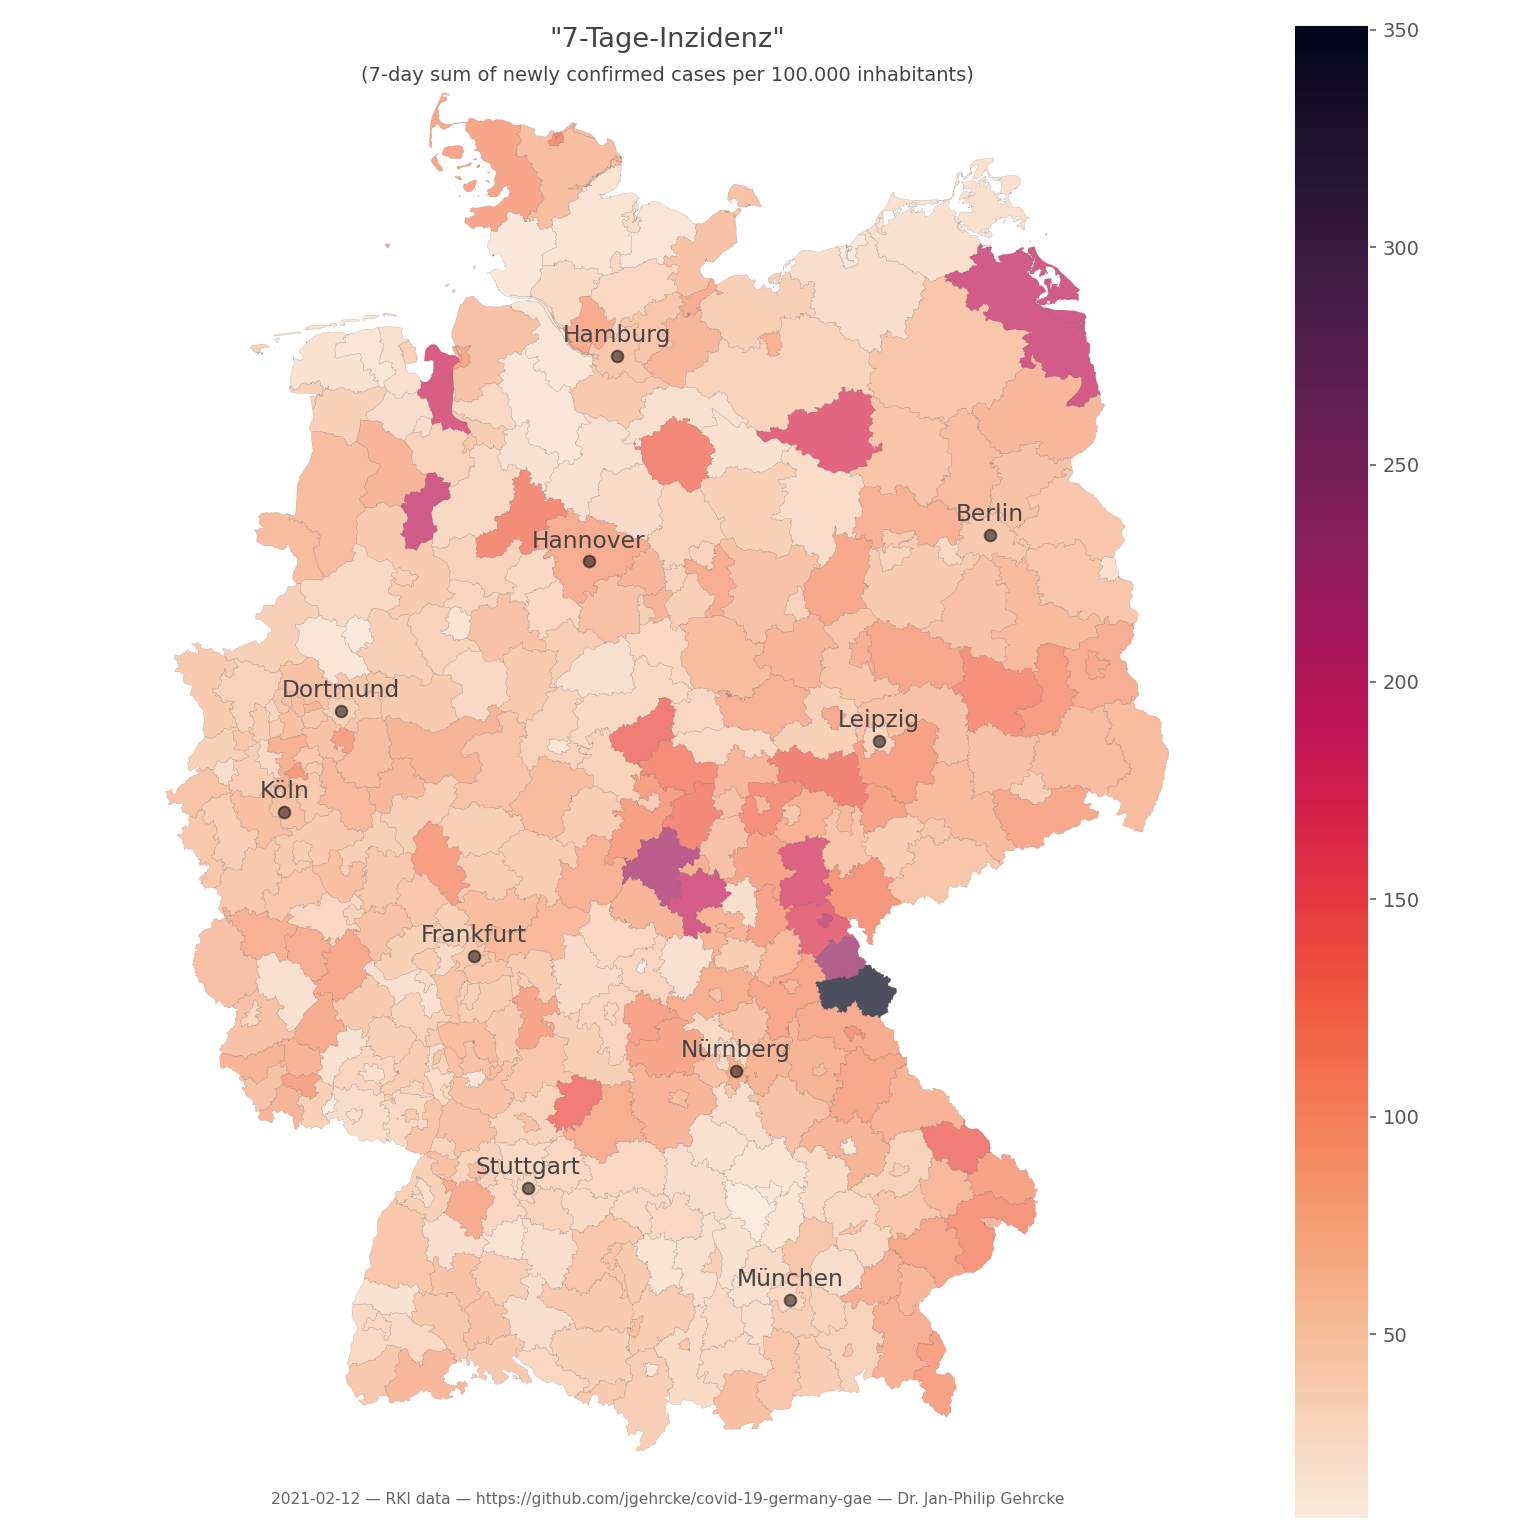 "7-Tage-Inzidenz"
(7-day sum of newly confirmed cases per 100.000 inhabitants)
350
300
250
200
150
100
50
Hamburg
Berlin
Hannover
Dortmund
Leipzig
Köln
Frankfurt
Nürnberg
Stuttgart
München
2021-02-12 — RKI data — https://github.com/jgehrcke/covid-19-germany-gae — Dr. Jan-Philip Gehrcke